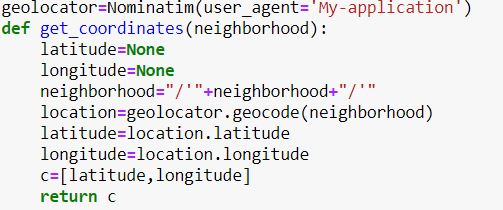 geolocator=Nominatim(user_agent='My-application')
def get_coordinates(neighborhood):
    latitude=None
    longitude=None
    neighborhood="/'"+neighborhood+"/'"
    location=geolocator.geocode(neighborhood)
    latitude=location.latitude
    longitude=location.longitude
    c=[latitude,longitude]
    return c